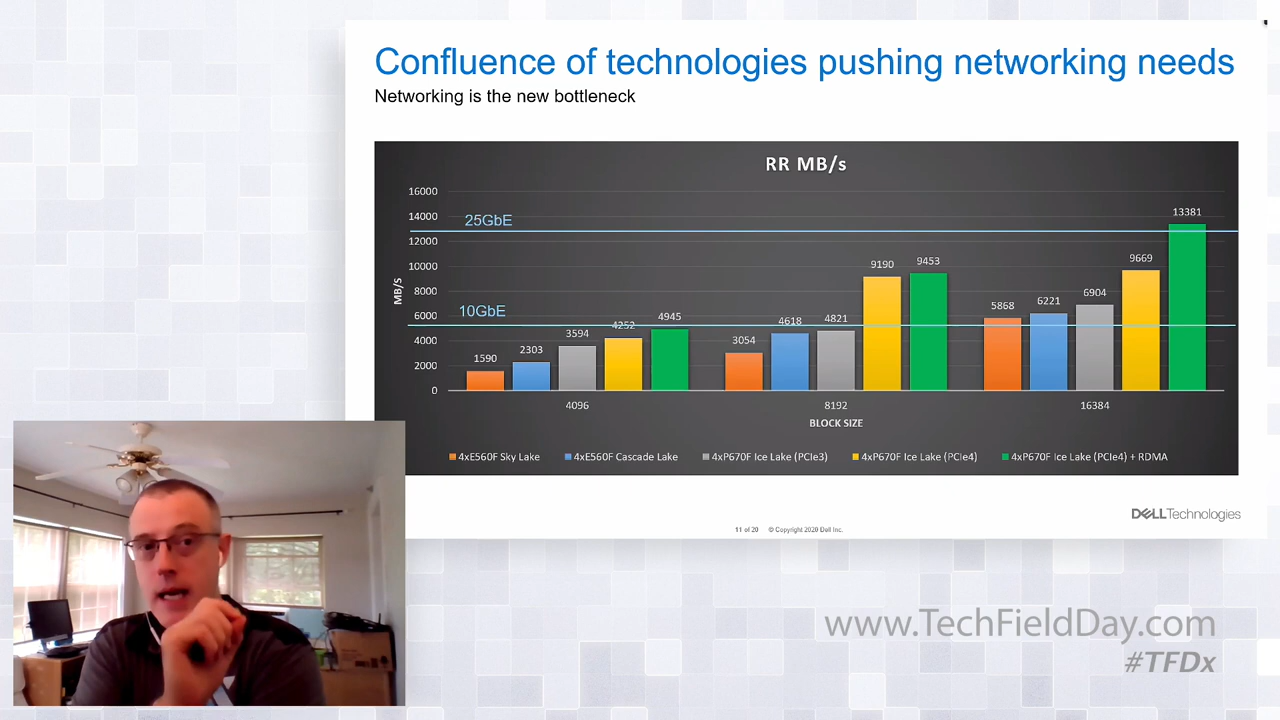 Confluence of technologies pushing networking needs
Networking is the new bottleneck
RR MB/s
16000
14000
12000
10000
8000
6000
4000
2000
0
MB/S
25GbE
10GbE
1590
2303
3594
4252
4945
3054
4618
4821
9190
9453
5868
6221
6904
9669
13381
4096
8192
16384
BLOCK SIZE
4xE560F Sky Lake
4xE560F Cascade Lake
4xP670F Ice Lake (PCIe3)
4xP670F Ice Lake (PCIe4)
4xP670F Ice Lake (PCIe4) + RDMA
DELLTechnologies
11 of 20 © Copyright 2020 Dell Inc.
www.TechFieldDay.com
#TFDx